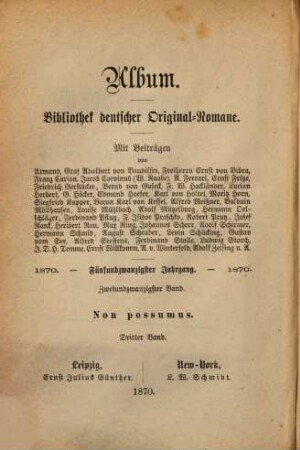 Album.
Bibliothek deutscher Original-Romane.
Mit Beiträgen
von
Armand, Graf Adalbert von Baudissin, Freiherrn Ernst von Bibra,
Franz Carion, Jacob Corvinus (W. Raabe), A. Ferrari, Ernst Fritze,
Friedrich Gerstäcker, Bernd von Guseck, F. W. Hackländer, Lucian
Herbert, G. Höcker, Edmund Hoefer, Karl von Holtei, Moritz Horn,
Siegfried Kapper, Baron Karl von Kessel, Alfred Meißner, Balduin
Möllhausen, Louise Mühlbach, Adolf Mützelburg, Hermann Oel-
schläger, Ferdinand Pflug, F. Isidor Proschko, Robert Prutz, Josef
Rank, Heribert Rau, Max Ring, Johannes Scherr, Adolf Schirmer,
Hermann Schmid, August Schrader, Levin Schücking, Gustav
vom See, Alfred Steffens, Ferdinand Stolle, Ludwig Storch,
J. D. H. Temme, Ernst Willkomm, A. v. Winterfeld, Adolf Zeising u. A.
1870. — Fünfundzwanzigster Jahrgang. — 1870.
Zweiundzwanzigster Band.
Non possumus.
Dritter Band.
Leipzig, New-York,
Ernst Julius Günther. E. W. Schmidt.
1870.